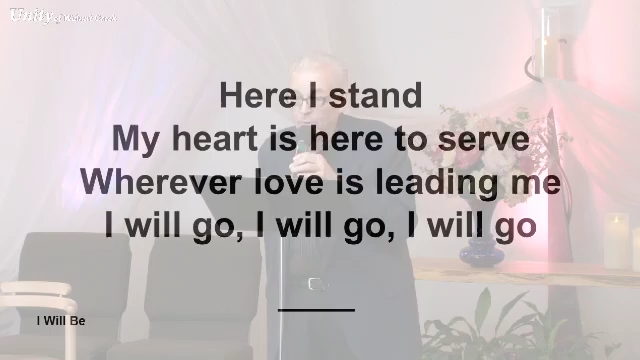 Unity
Here I stand
My heart is here to serve
Wherever love is leading me
I will go, I will go, I will go
I Will Be